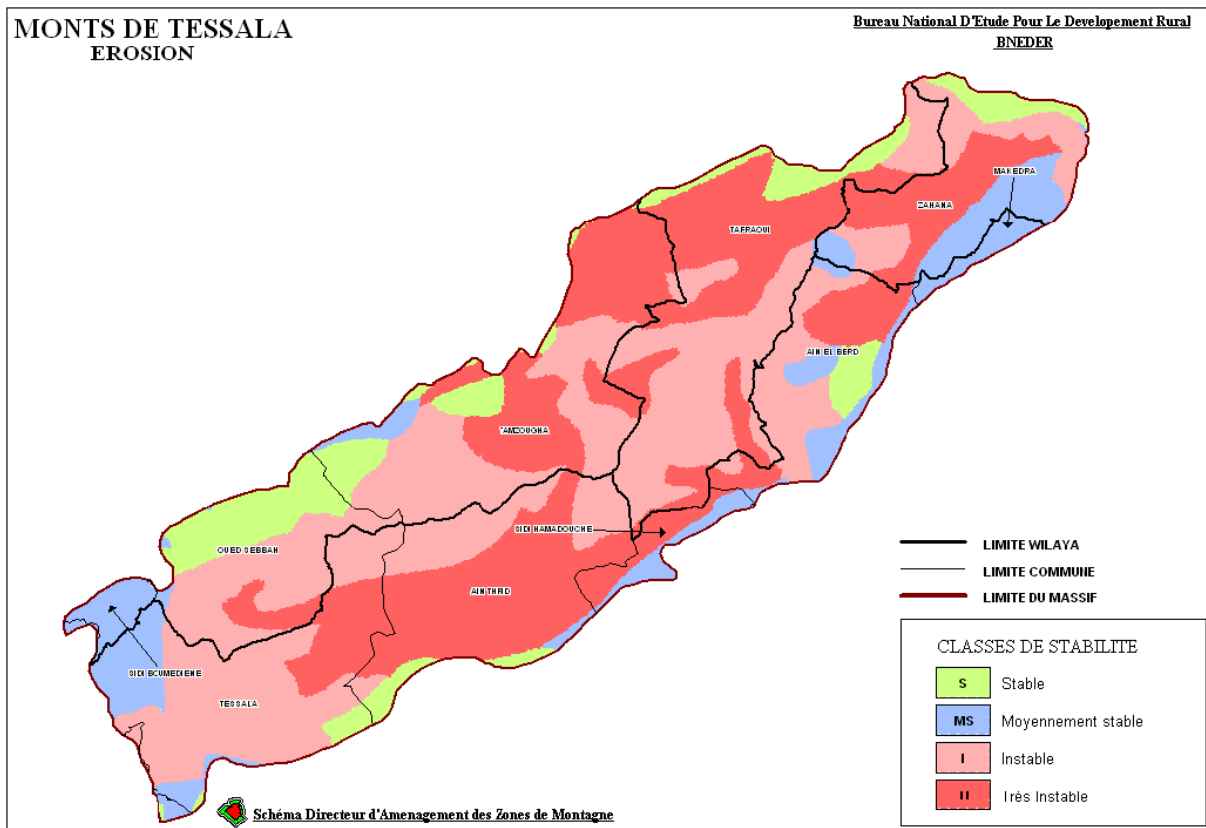 MONTS DE TESSALA
EROSION
Bureau National D'Etude Pour Le Developement Rural
BNEDER
MAKEDRA
ZAHANA
TAFRAOUI
AIN EL BERD
TAMZOUGHA
SIDI HAMADOUCHE
OUED SEBBAH
AIN THRID
SIDI BOUMEDIENE
TESSALA
LIMITE WILAYA
LIMITE COMMUNE
LIMITE DU MASSIF
CLASSES DE STABILITE
S Stable
MS Moyennement stable
I Instable
II Trés Instable
Schéma Directeur d'Amenagement des Zones de Montagne